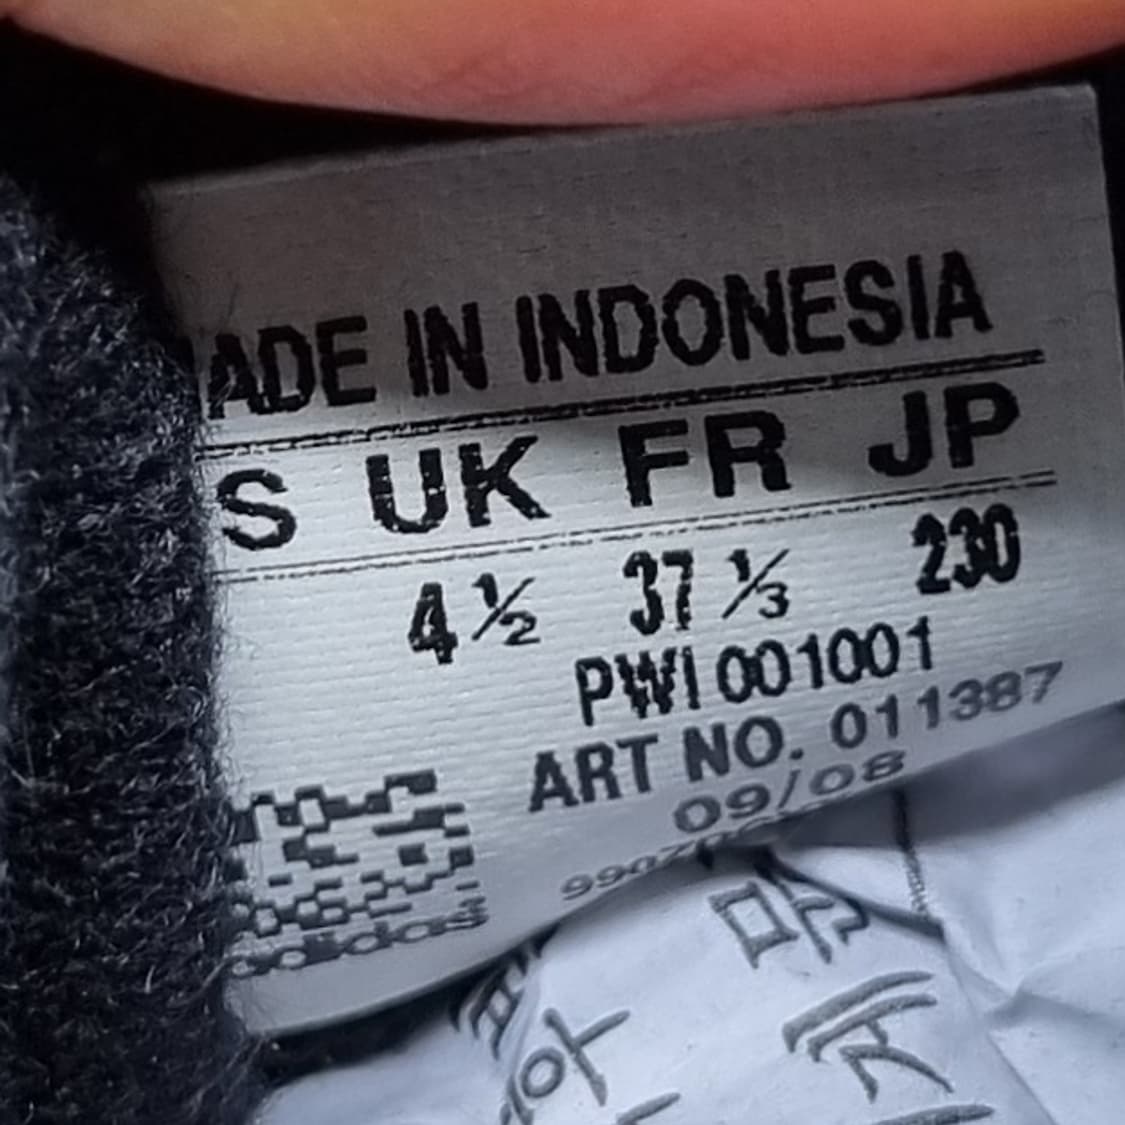 ADE IN INDONESIA
S UK FR JP
4½ 37⅓ 230
PWI 001001
ART NO. 011387
09/08
adidas